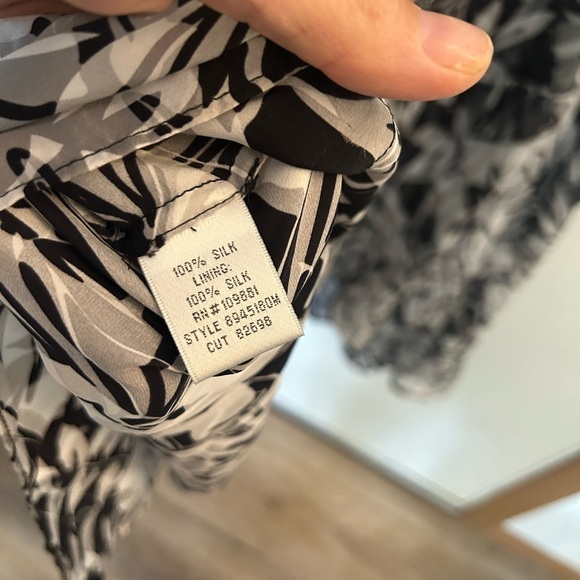 100% SILK
LINING:
100% SILK
RN#109881
STYLE 8945180M
CUT 82698